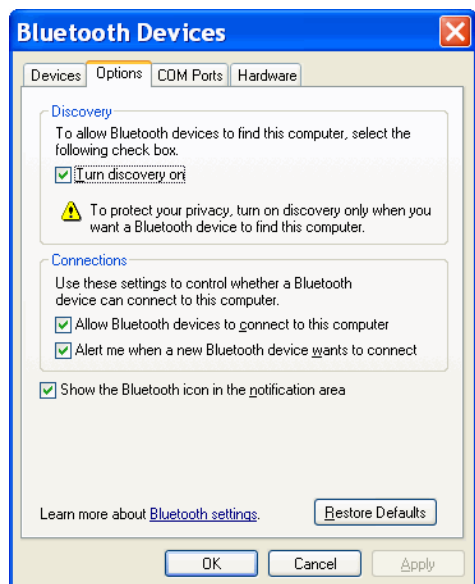 Bluetooth Devices
Devices Options COM Ports Hardware
Discovery
To allow Bluetooth devices to find this computer, select the
following check box.
Turn discovery on
To protect your privacy, turn on discovery only when you
want a Bluetooth device to find this computer.
Connections
Use these settings to control whether a Bluetooth
device can connect to this computer.
Allow Bluetooth devices to connect to this computer
Alert me when a new Bluetooth device wants to connect
Show the Bluetooth icon in the notification area
Learn more about Bluetooth settings. Restore Defaults
OK Cancel Apply